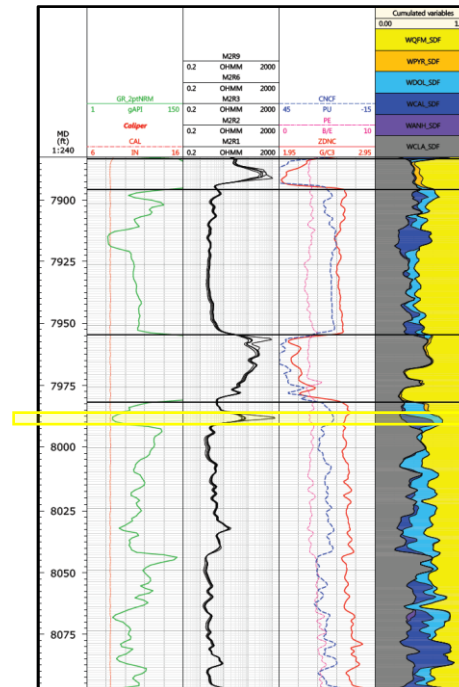 Cumulated variables
0.00 1.
WQFM_SDF
WPYR_SDF
WDOL_SDF
WCAL_SDF
WANH_SDF
WCLA_SDF
M2R9
0.2 OHMM 2000
M2R6
0.2 OHMM 2000
M2R3
0.2 OHMM 2000
M2R2
0.2 OHMM 2000
M2R1
0.2 OHMM 2000
GR_2ptNRM
1 gAPI 150
Caliper
CAL
6 IN 16
CNCF
45 PU -15
PE
0 B/E 10
ZDNC
1.95 G/C3 2.95
MD
(ft)
1:240
7900
7925
7950
7975
8000
8025
8050
8075